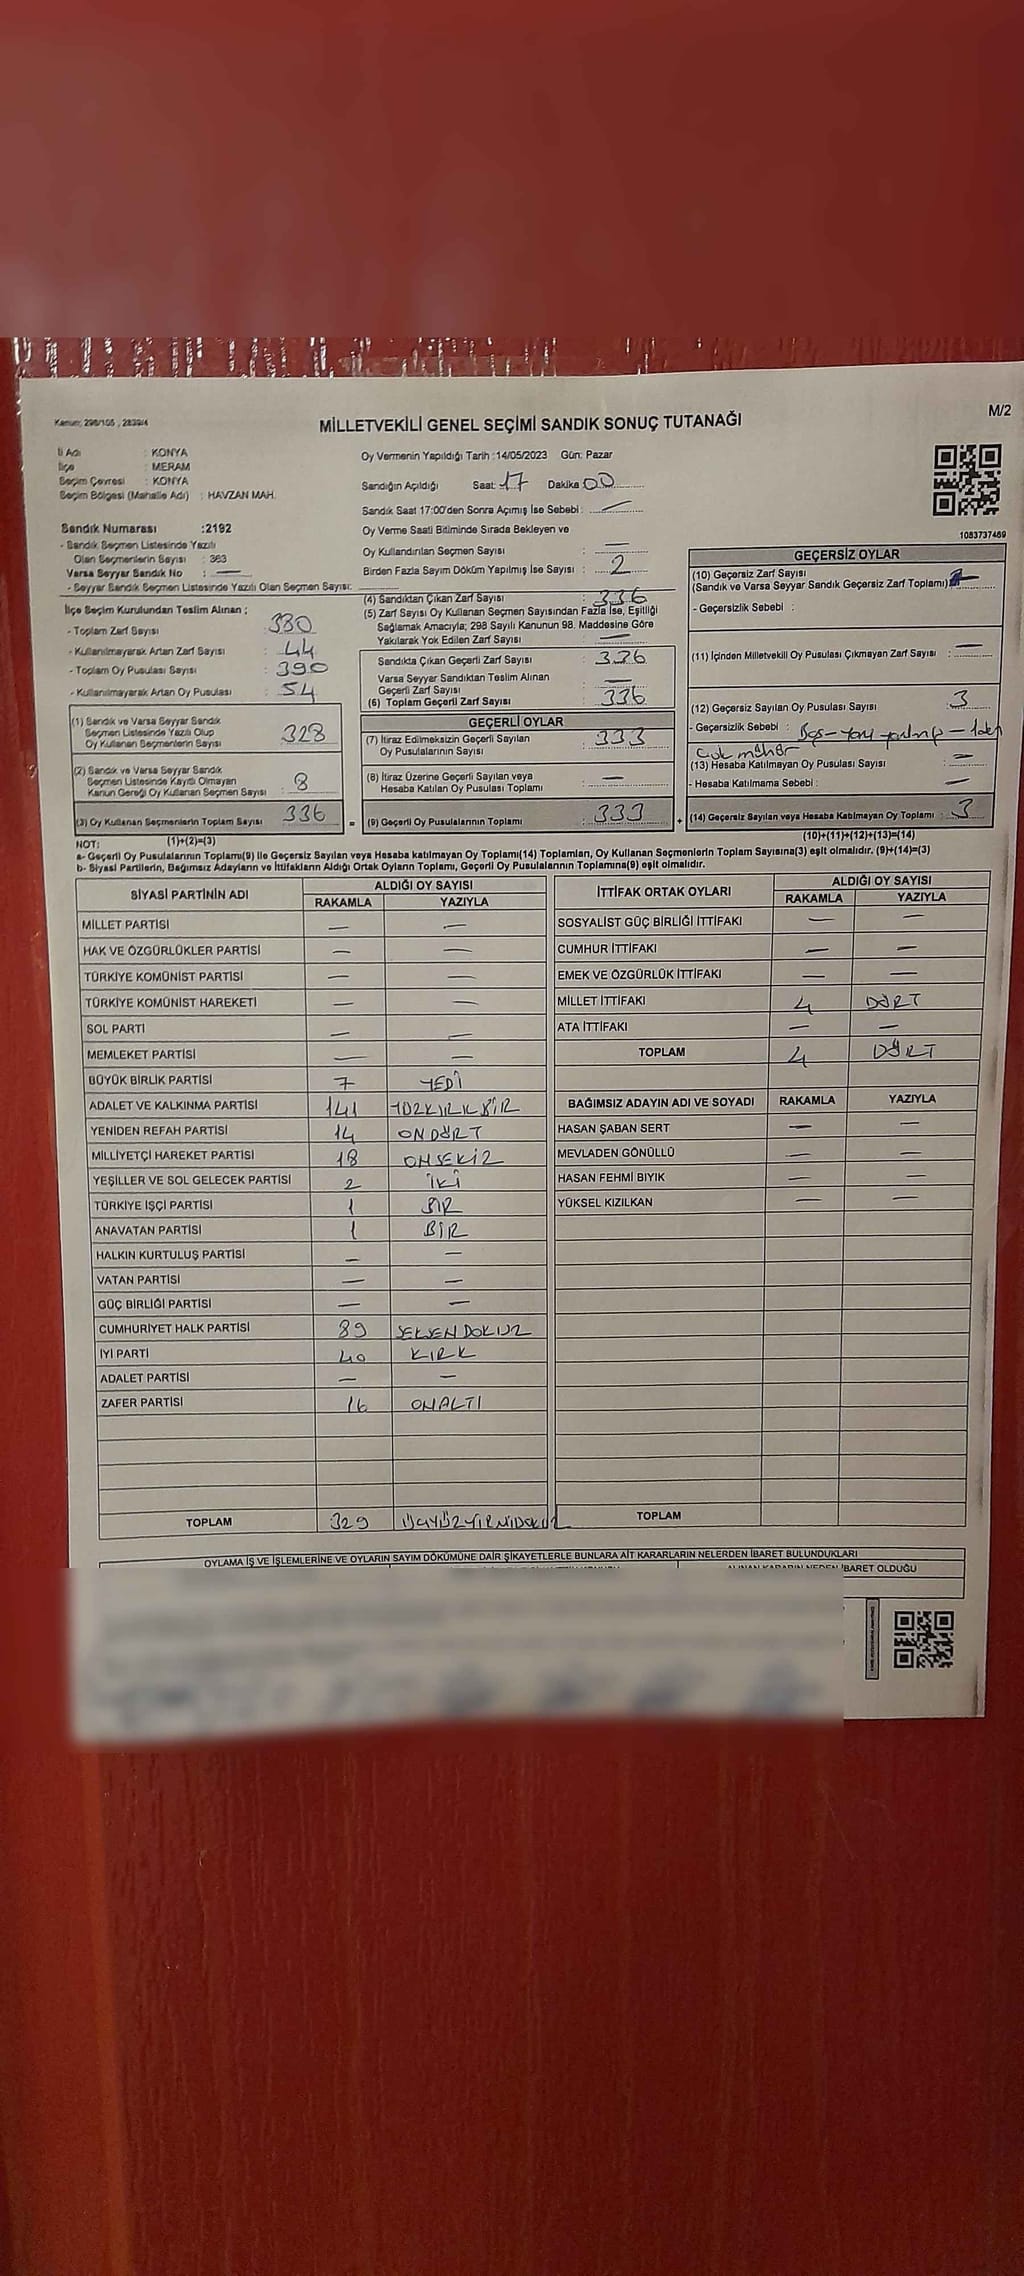 Kanun: 298/105 , 2839/4
MİLLETVEKİLİ GENEL SEÇİMİ SANDIK SONUÇ TUTANAĞI
M/2
İl Adı : KONYA
İlçe : MERAM
Seçim Çevresi : KONYA
Seçim Bölgesi (Mahalle Adı) : HAVZAN MAH.
Sandık Numarası :2192
- Sandık Seçmen Listesinde Yazılı
Olan Seçmenlerin Sayısı : 363
Varsa Seyyar Sandık No : —
- Seyyar Sandık Seçmen Listesinde Yazılı Olan Seçmen Sayısı:
İlçe Seçim Kurulundan Teslim Alınan ;
- Toplam Zarf Sayısı : 380
- Kullanılmayarak Artan Zarf Sayısı : 44
- Toplam Oy Pusulası Sayısı : 390
- Kullanılmayarak Artan Oy Pusulası : 54
(1) Sandık ve Varsa Seyyar Sandık
Seçmen Listesinde Yazılı Olup
Oy Kullanan Seçmenlerin Sayısı : 328
(2) Sandık ve Varsa Seyyar Sandık
Seçmen Listesinde Kayıtlı Olmayan
Kanun Gereği Oy Kullanan Seçmen Sayısı : 8
(3) Oy Kullanan Seçmenlerin Toplam Sayısı : 336
(1)+(2)=(3)
Oy Vermenin Yapıldığı Tarih :14/05/2023 Gün: Pazar
Sandığın Açıldığı Saat: 17 Dakika 00
Sandık Saat 17:00'den Sonra Açımış İse Sebebi : —
Oy Verme Saati Bitiminde Sırada Bekleyen ve
Oy Kullandırılan Seçmen Sayısı : —
Birden Fazla Sayım Döküm Yapılmış İse Sayısı : 2
(4) Sandıktan Çıkan Zarf Sayısı : 336
(5) Zarf Sayısı Oy Kullanan Seçmen Sayısından Fazla İse, Eşitliği
Sağlamak Amacıyla; 298 Sayılı Kanunun 98. Maddesine Göre
Yakılarak Yok Edilen Zarf Sayısı : —
Sandıkta Çıkan Geçerli Zarf Sayısı : 336
Varsa Seyyar Sandıktan Teslim Alınan
Geçerli Zarf Sayısı : —
(6) Toplam Geçerli Zarf Sayısı : 336
GEÇERLİ OYLAR
(7) İtiraz Edilmeksizin Geçerli Sayılan
Oy Pusulalarının Sayısı : 333
(8) İtiraz Üzerine Geçerli Sayılan veya
Hesaba Katılan Oy Pusulası Toplamı : —
= (9) Geçerli Oy Pusulalarının Toplamı : 333
1083737469
GEÇERSİZ OYLAR
(10) Geçersiz Zarf Sayısı
(Sandık ve Varsa Seyyar Sandık Geçersiz Zarf Toplamı)
- Geçersizlik Sebebi :
(11) İçinden Milletvekili Oy Pusulası Çıkmayan Zarf Sayısı : —
(12) Geçersiz Sayılan Oy Pusulası Sayısı : 3
- Geçersizlik Sebebi : Boş -
Çok mühür
(13) Hesaba Katılmayan Oy Pusulası Sayısı : —
- Hesaba Katılmama Sebebi : —
+ (14) Geçersiz Sayılan veya Hesaba Katılmayan Oy Toplamı : 3
(10)+(11)+(12)+(13)=(14)
NOT:
a- Geçerli Oy Pusulalarının Toplamı(9) ile Geçersiz Sayılan veya Hesaba katılmayan Oy Toplamı(14) Toplamları, Oy Kullanan Seçmenlerin Toplam Sayısına(3) eşit olmalıdır. (9)+(14)=(3)
b- Siyasi Partilerin, Bağımsız Adayların ve İttifakların Aldığı Ortak Oyların Toplamı, Geçerli Oy Pusulalarının Toplamına(9) eşit olmalıdır.
SİYASİ PARTİNİN ADI ALDIĞI OY SAYISI
RAKAMLA YAZIYLA
MİLLET PARTİSİ — —
HAK VE ÖZGÜRLÜKLER PARTİSİ — —
TÜRKİYE KOMÜNİST PARTİSİ — —
TÜRKİYE KOMÜNİST HAREKETİ — —
SOL PARTİ — —
MEMLEKET PARTİSİ — —
BÜYÜK BİRLİK PARTİSİ 7 YEDİ
ADALET VE KALKINMA PARTİSİ 141 YÜZKIRKBİR
YENİDEN REFAH PARTİSİ 14 ONDÖRT
MİLLİYETÇİ HAREKET PARTİSİ 18 ONSEKİZ
YEŞİLLER VE SOL GELECEK PARTİSİ 2 İKİ
TÜRKİYE İŞÇİ PARTİSİ 1 BİR
ANAVATAN PARTİSİ 1 BİR
HALKIN KURTULUŞ PARTİSİ — —
VATAN PARTİSİ — —
GÜÇ BİRLİĞİ PARTİSİ — —
CUMHURİYET HALK PARTİSİ 89 SEKSENDOKUZ
İYİ PARTİ 40 KIRK
ADALET PARTİSİ — —
ZAFER PARTİSİ 16 ONALTI
TOPLAM 329 ÜÇYÜZYİRMİDOKUZ
İTTİFAK ORTAK OYLARI ALDIĞI OY SAYISI
RAKAMLA YAZIYLA
SOSYALİST GÜÇ BİRLİĞİ İTTİFAKI — —
CUMHUR İTTİFAKI — —
EMEK VE ÖZGÜRLÜK İTTİFAKI — —
MİLLET İTTİFAKI 4 DÖRT
ATA İTTİFAKI — —
TOPLAM 4 DÖRT
BAĞIMSIZ ADAYIN ADI VE SOYADI RAKAMLA YAZIYLA
HASAN ŞABAN SERT — —
MEVLADEN GÖNÜLLÜ — —
HASAN FEHMİ BIYIK — —
YÜKSEL KIZILKAN — —
TOPLAM
OYLAMA İŞ VE İŞLEMLERİNE VE OYLARIN SAYIM DÖKÜMÜNE DAİR ŞİKAYETLERLE BUNLARA AİT KARARLARIN NELERDEN İBARET BULUNDUKLARI
ALINAN KARARIN NEDEN İBARET OLDUĞU